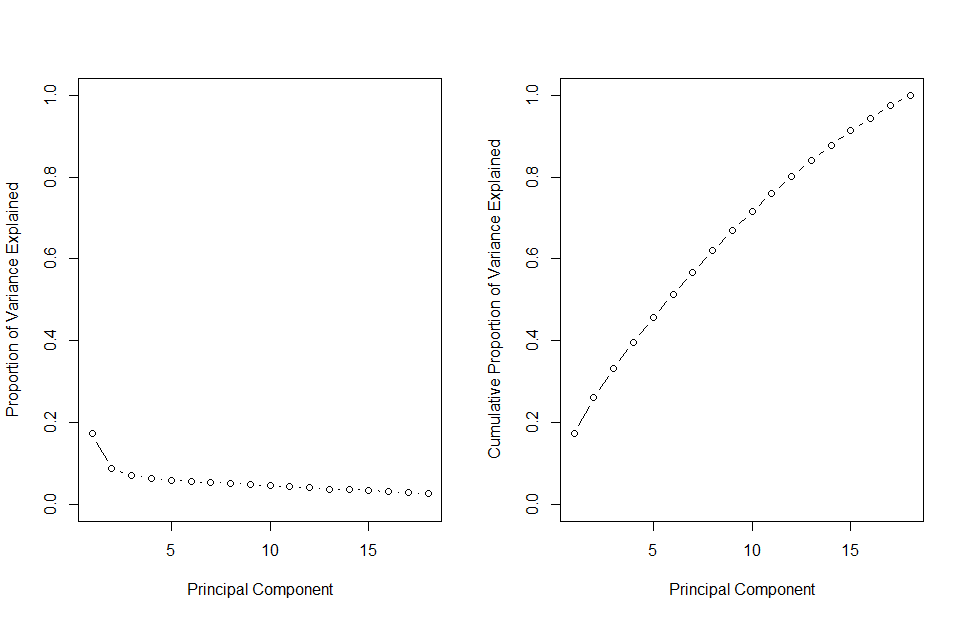 Proportion of Variance Explained
1.0
0.8
0.6
0.4
0.2
0.0
5 10 15
Principal Component
Cumulative Proportion of Variance Explained
1.0
0.8
0.6
0.4
0.2
0.0
5 10 15
Principal Component